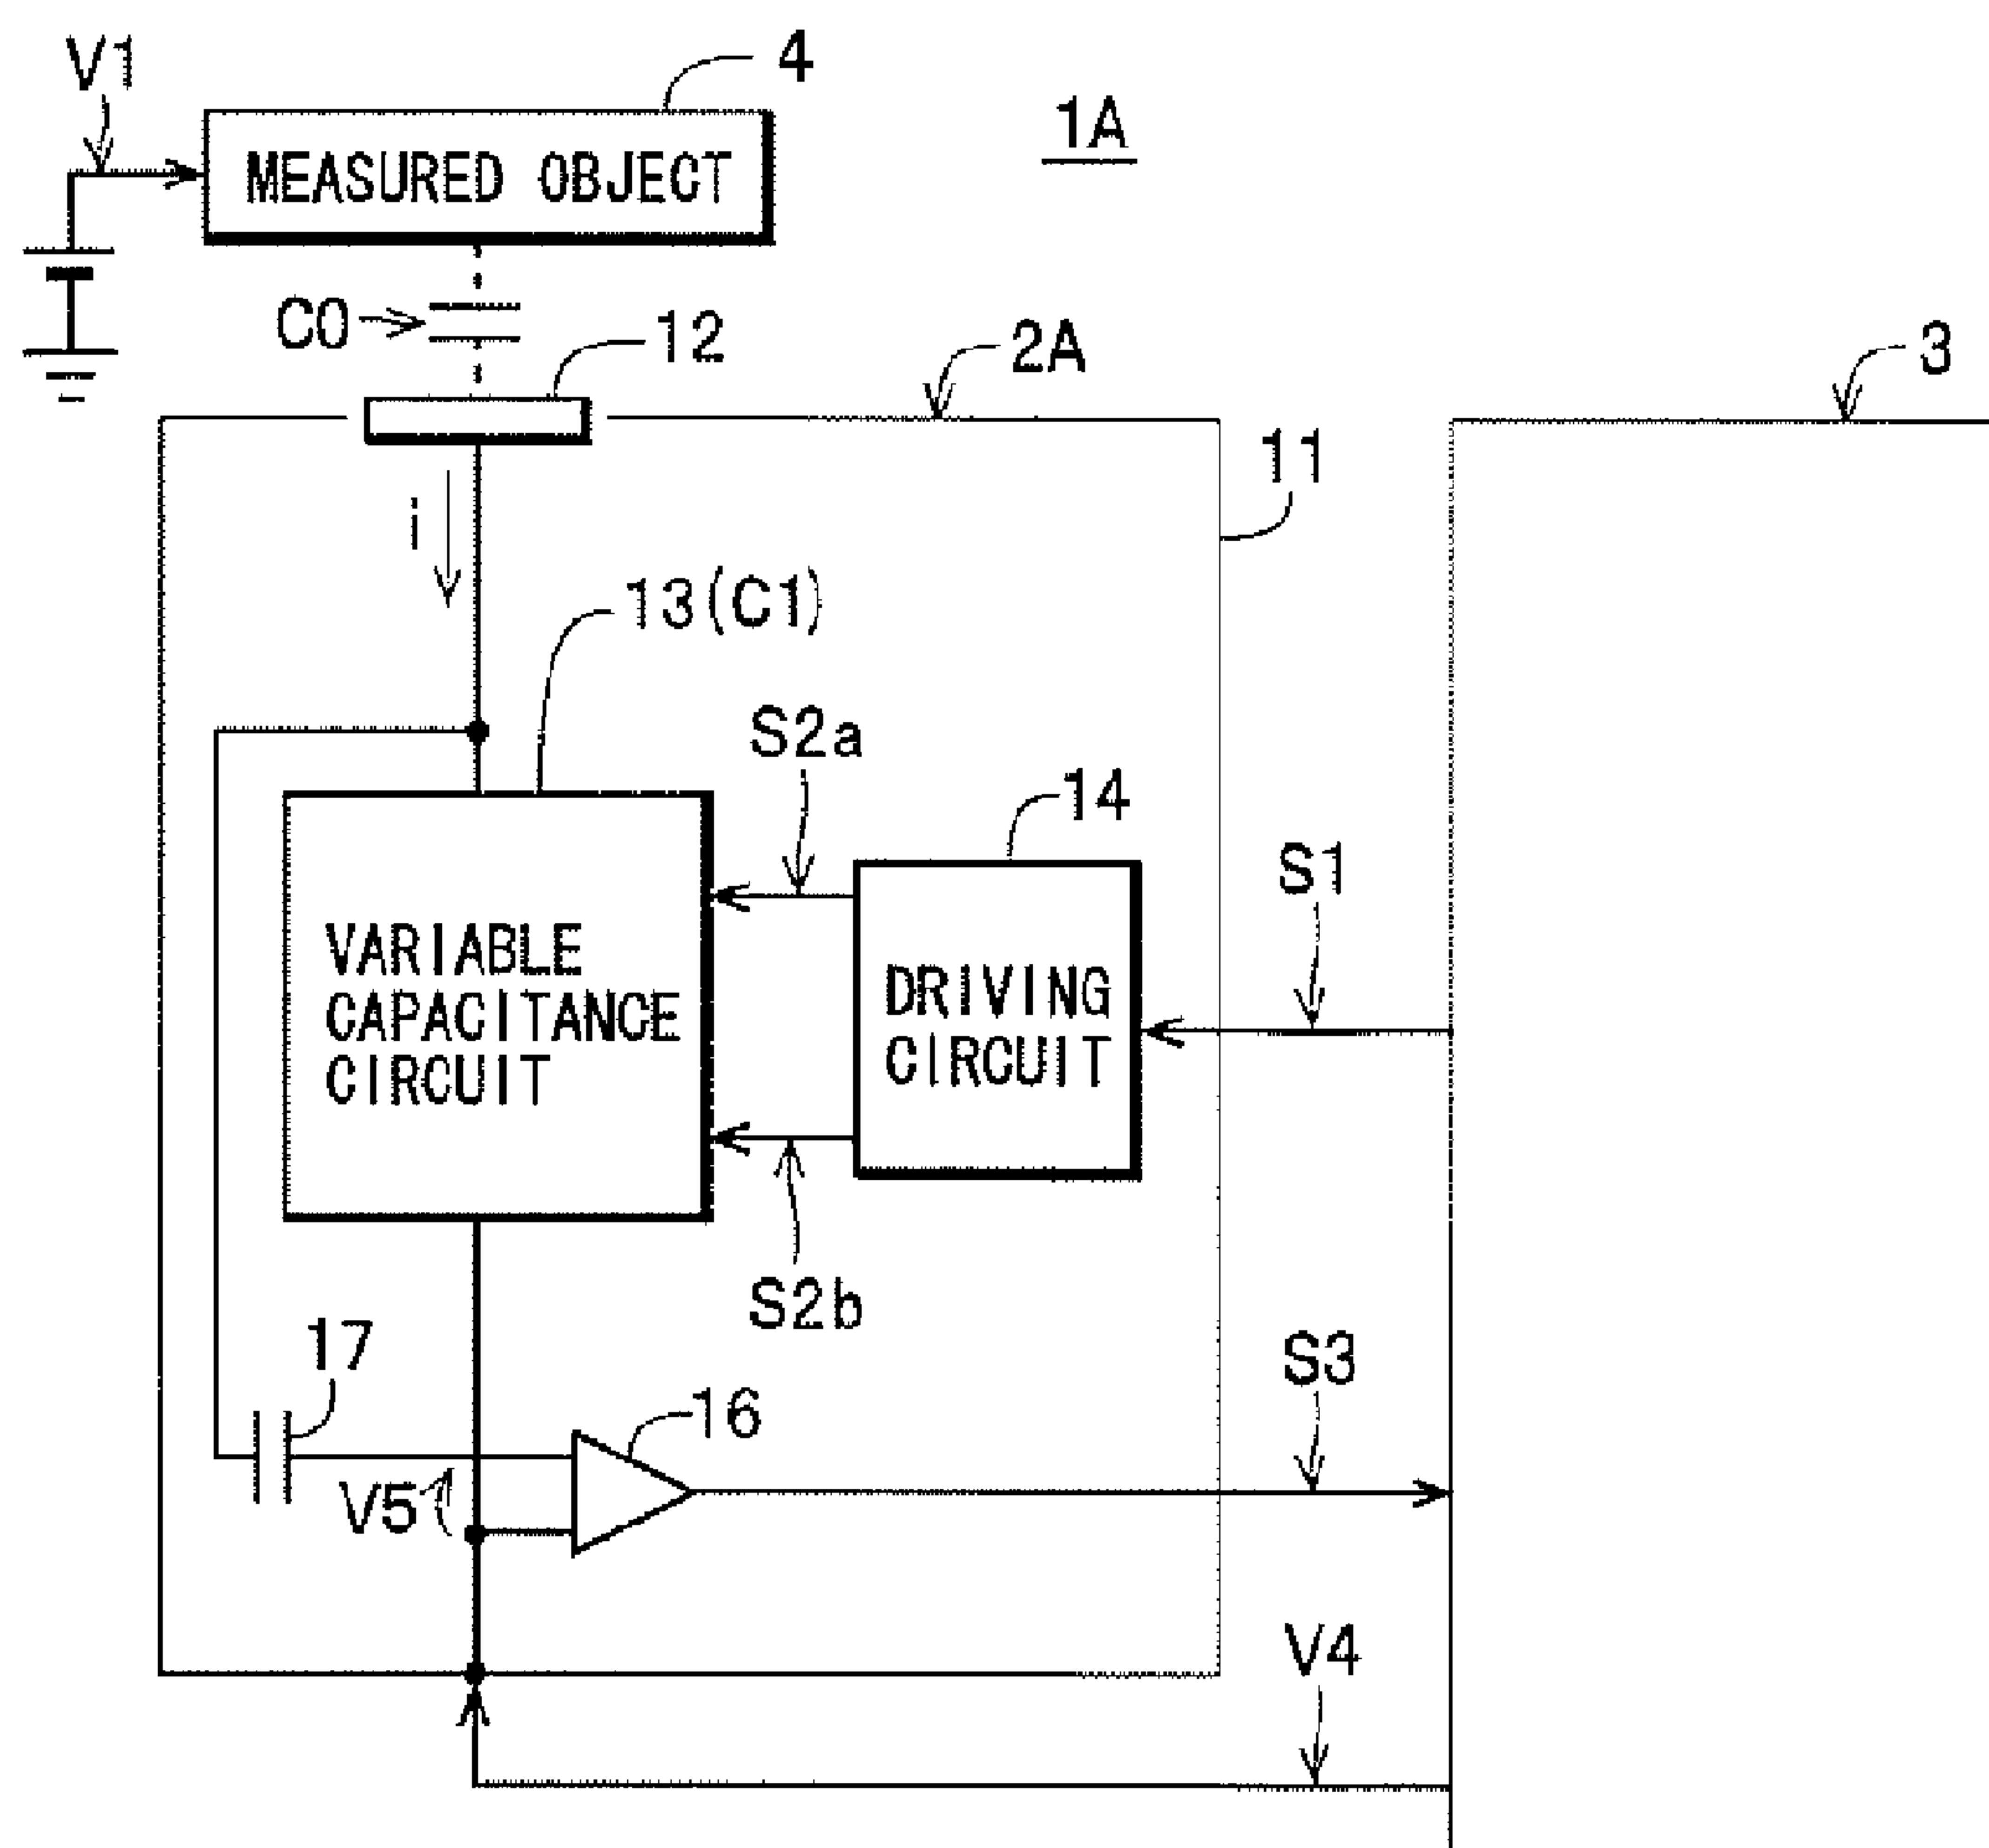 V1
4
1A
MEASURED OBJECT
C0
12
2A
3
11
i
13(C1)
S2a
14
S1
VARIABLE
CAPACITANCE
CIRCUIT
DRIVING
CIRCUIT
S2b
17
S3
16
V5
V4